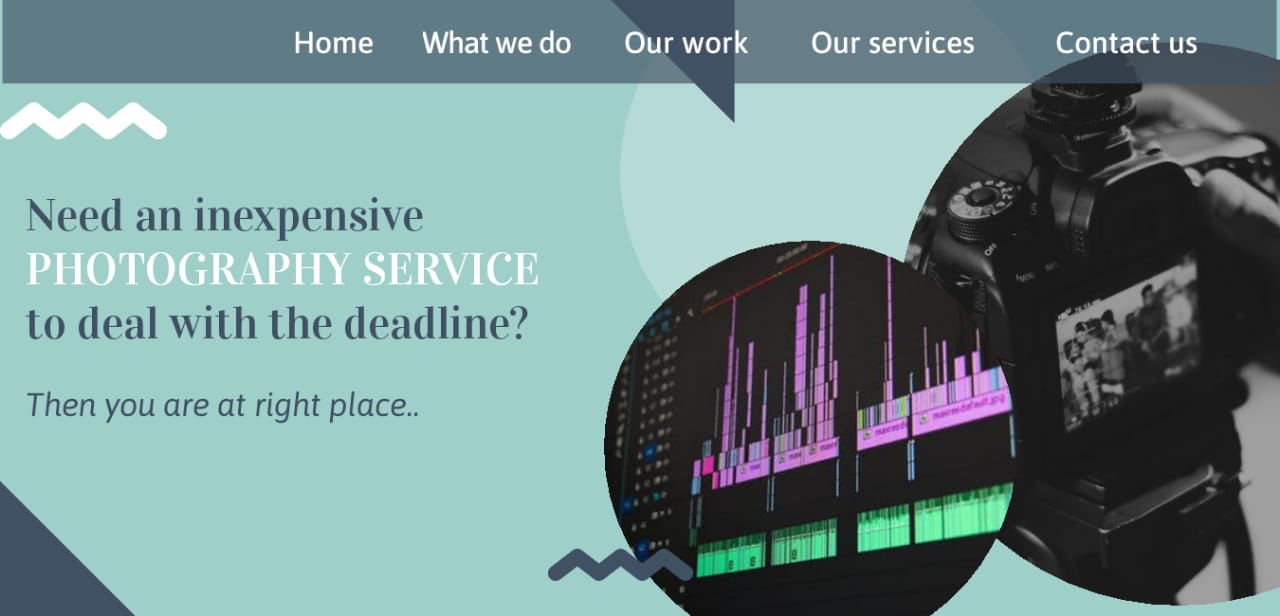 Home What we do Our work Our services Contact us
Need an inexpensive
PHOTOGRAPHY SERVICE
to deal with the deadline?
Then you are at right place..
OFF